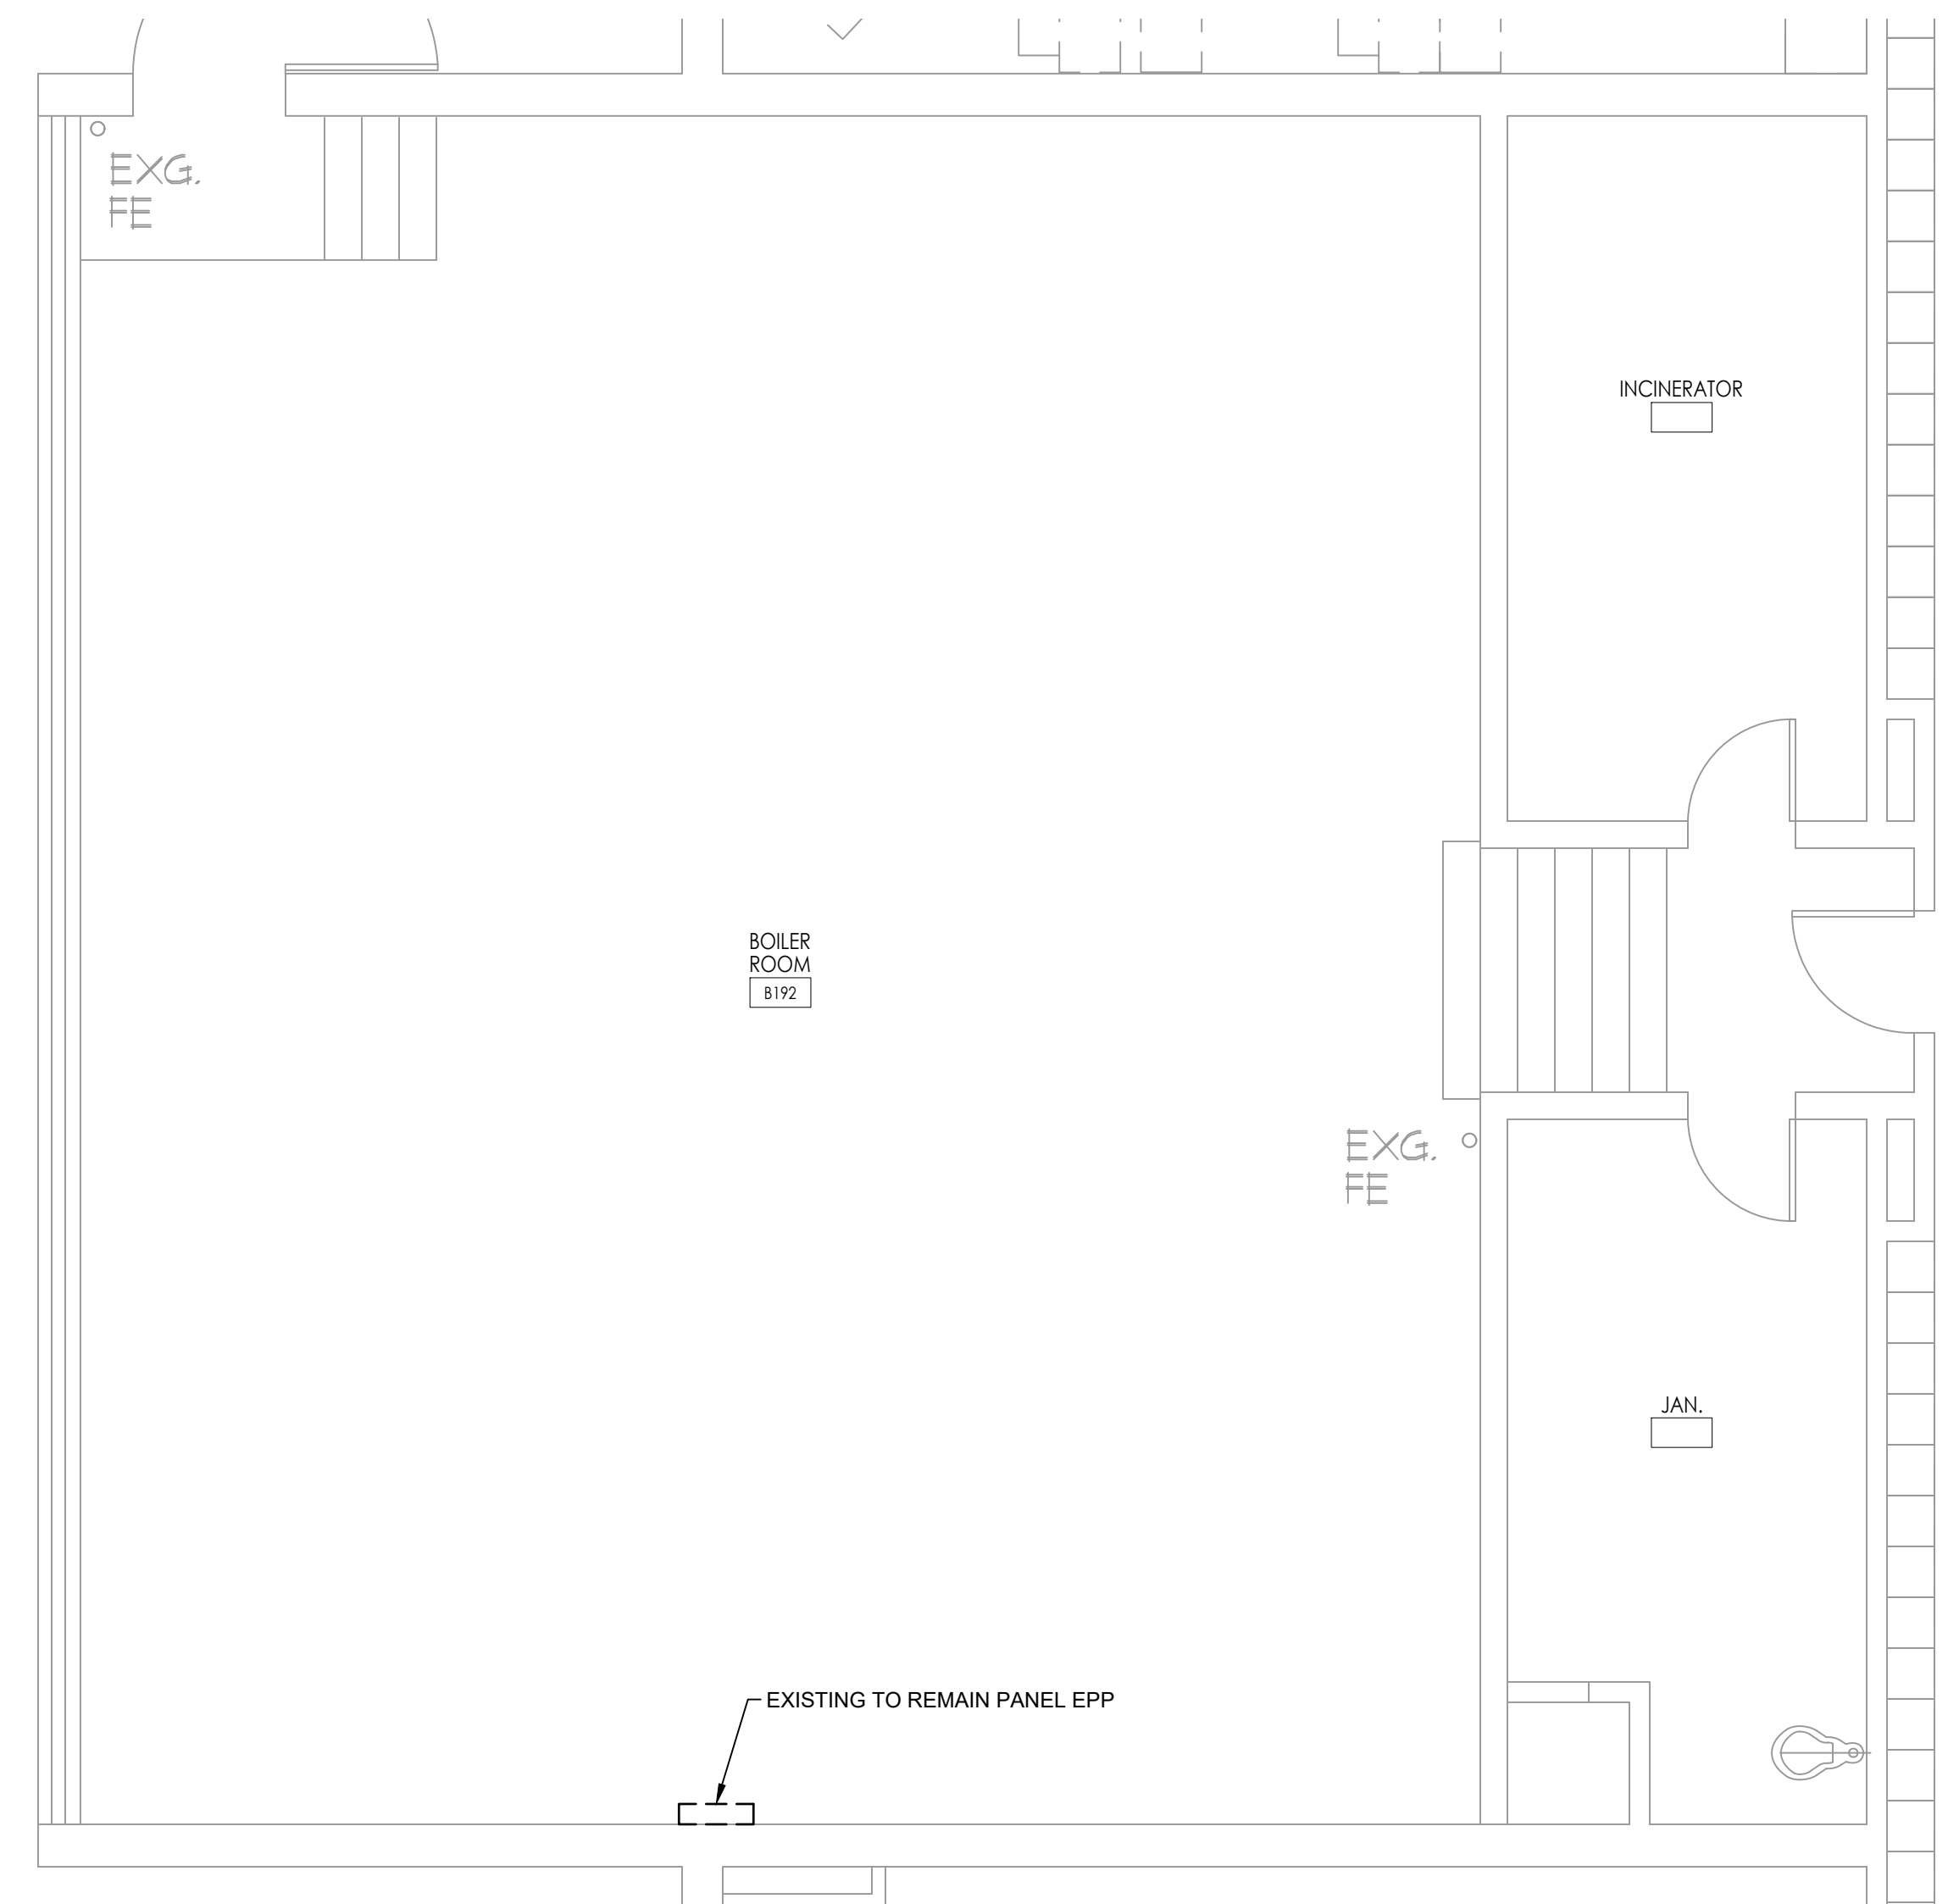 EXG.
FE
INCINERATOR
BOILER
ROOM
B192
EXG.
FE
JAN.
EXISTING TO REMAIN PANEL EPP